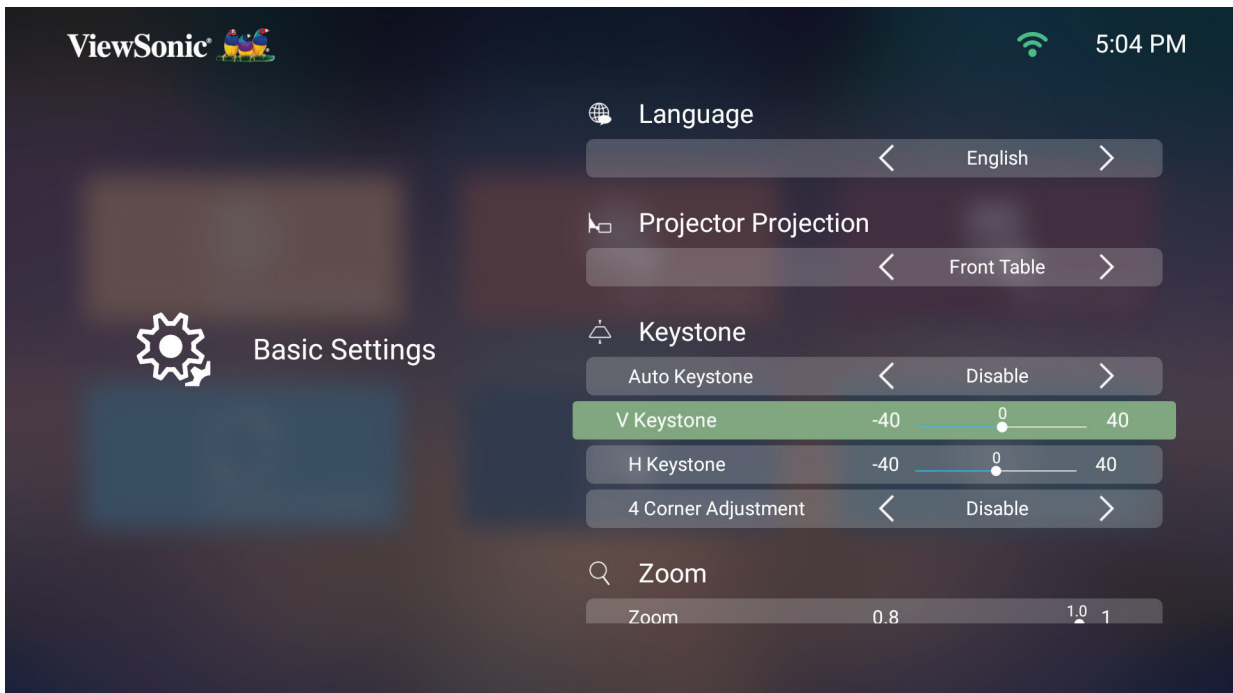 ViewSonic®
5:04 PM
Language
English
Projector Projection
Front Table
Basic Settings
Keystone
Auto Keystone Disable
V Keystone -40 0 40
H Keystone -40 0 40
4 Corner Adjustment Disable
Zoom
Zoom 0.8 1.0 1